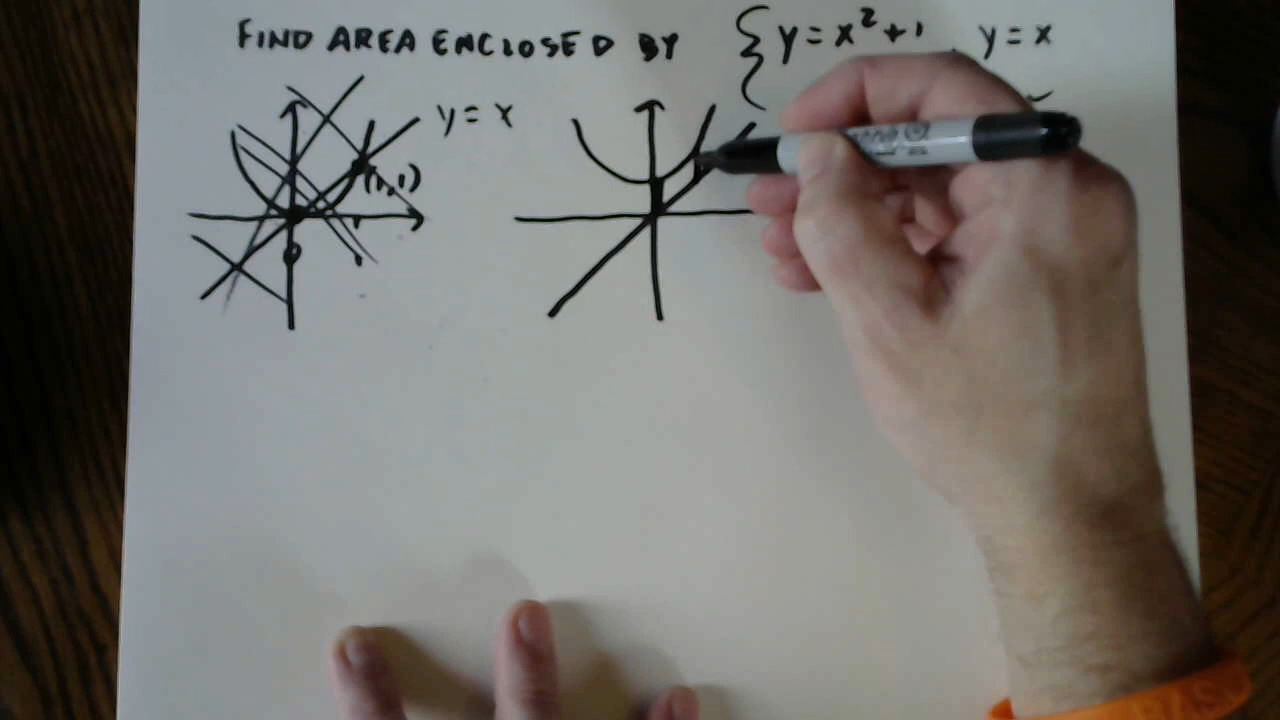 FIND AREA ENCLOSED BY { y = x² + 1 y = x
y = x
(1,1)